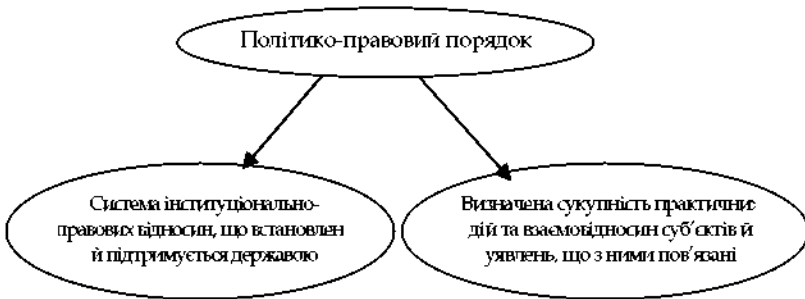 Політико-правовий порядок
Система інституціонально-
правових відносин, що встановлен
й підтримується державою
Визначена сукупність практични
дій та взаємовідносин суб’єктів й
уявлень, що з ними пов’язані